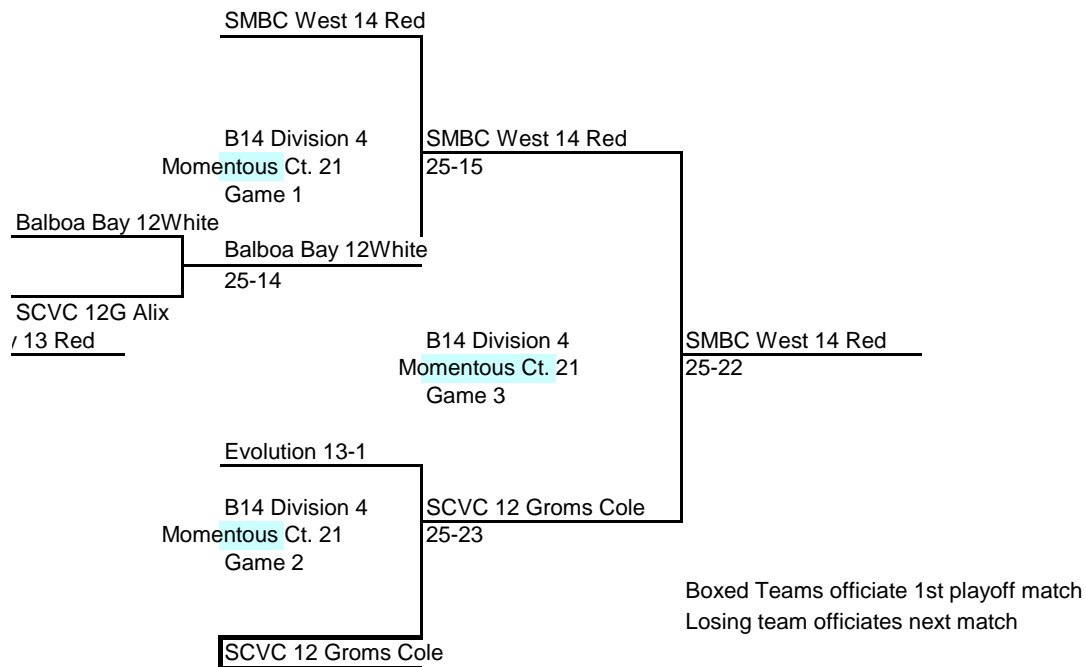 SMBC West 14 Red
B14 Division 4
SMBC West 14 Red
Momentous Ct. 21
25-15
Game 1
Balboa Bay 12White
Balboa Bay 12White
25-14
SCVC 12G Alix
13 Red
B14 Division 4
SMBC West 14 Red
Momentous Ct. 21
25-22
Game 3
Evolution 13-1
B14 Division 4
SCVC 12 Groms Cole
Momentous Ct. 21
25-23
Game 2
Boxed Teams officiate 1st playoff match
Losing team officiates next match
SCVC 12 Groms Cole